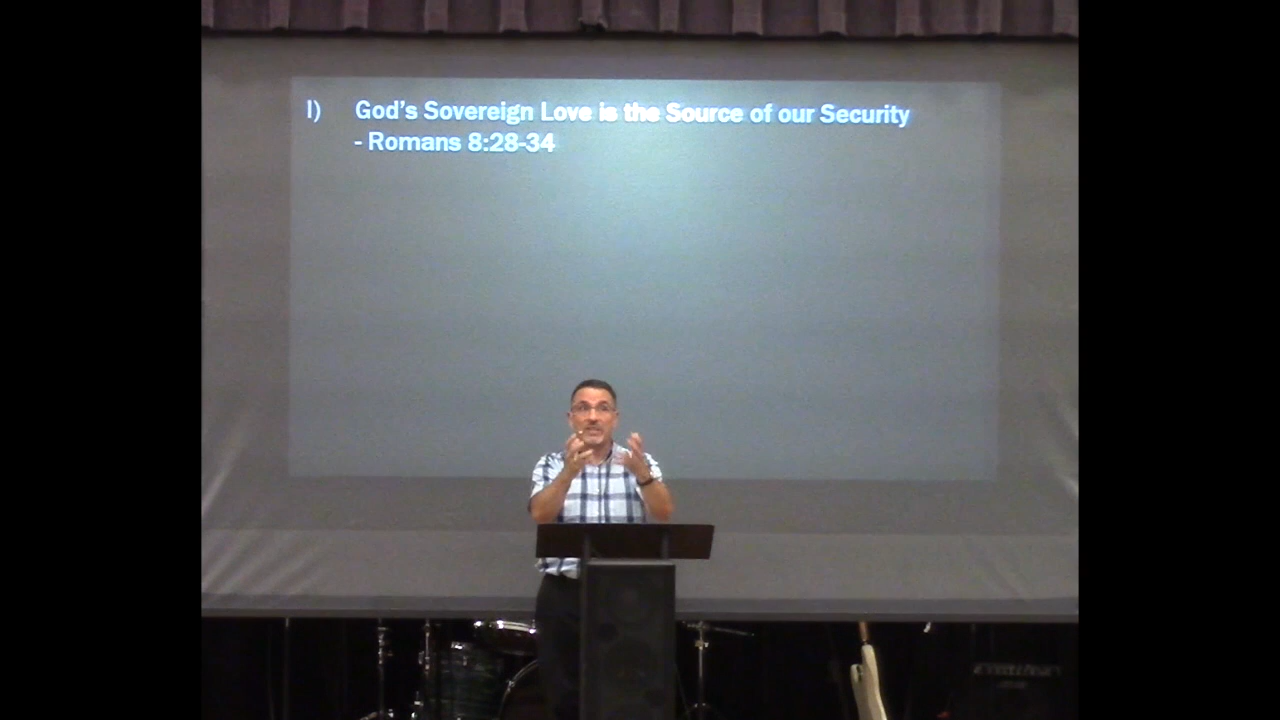 I) God's Sovereign Love is the Source of our Security
- Romans 8:28-34